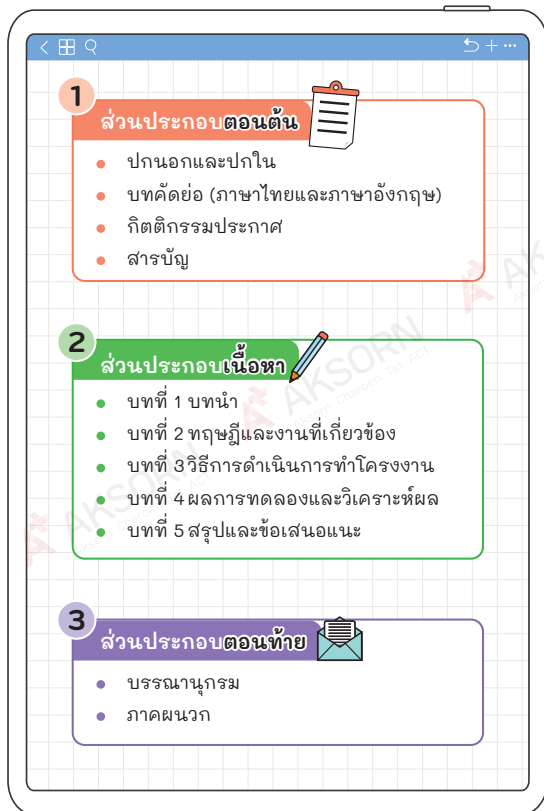 1
ส่วนประกอบตอนต้น
ปกนอกและปกใน
บทคัดย่อ (ภาษาไทยและภาษาอังกฤษ)
กิตติกรรมประกาศ
สารบัญ
2
ส่วนประกอบเนื้อหา
บทที่ 1 บทนำ
บทที่ 2 ทฤษฎีและงานที่เกี่ยวข้อง
บทที่ 3 วิธีการดำเนินการทำโครงงาน
บทที่ 4 ผลการทดลองและวิเคราะห์ผล
บทที่ 5 สรุปและข้อเสนอแนะ
AKSORN
Aksorn Charoen Tat ACT
3
ส่วนประกอบตอนท้าย
บรรณานุกรม
ภาคผนวก